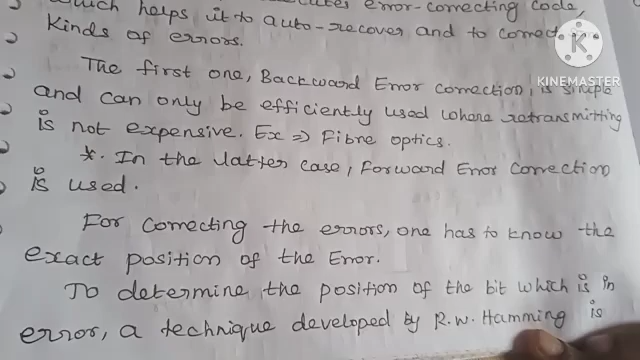 which helps it to auto-recover and to correct
Kinds of errors.
The first one, Backward Error correction, is simple
and can only be efficiently used where retransmitting
is not expensive. Ex ⇒ Fibre optics.
*. In the latter case, Forward Error Correction
is used.
For correcting the errors, one has to know the
exact position of the Error.
To determine the position of the bit which is in
error, a technique developed by R.W. Hamming is
KINEMASTER